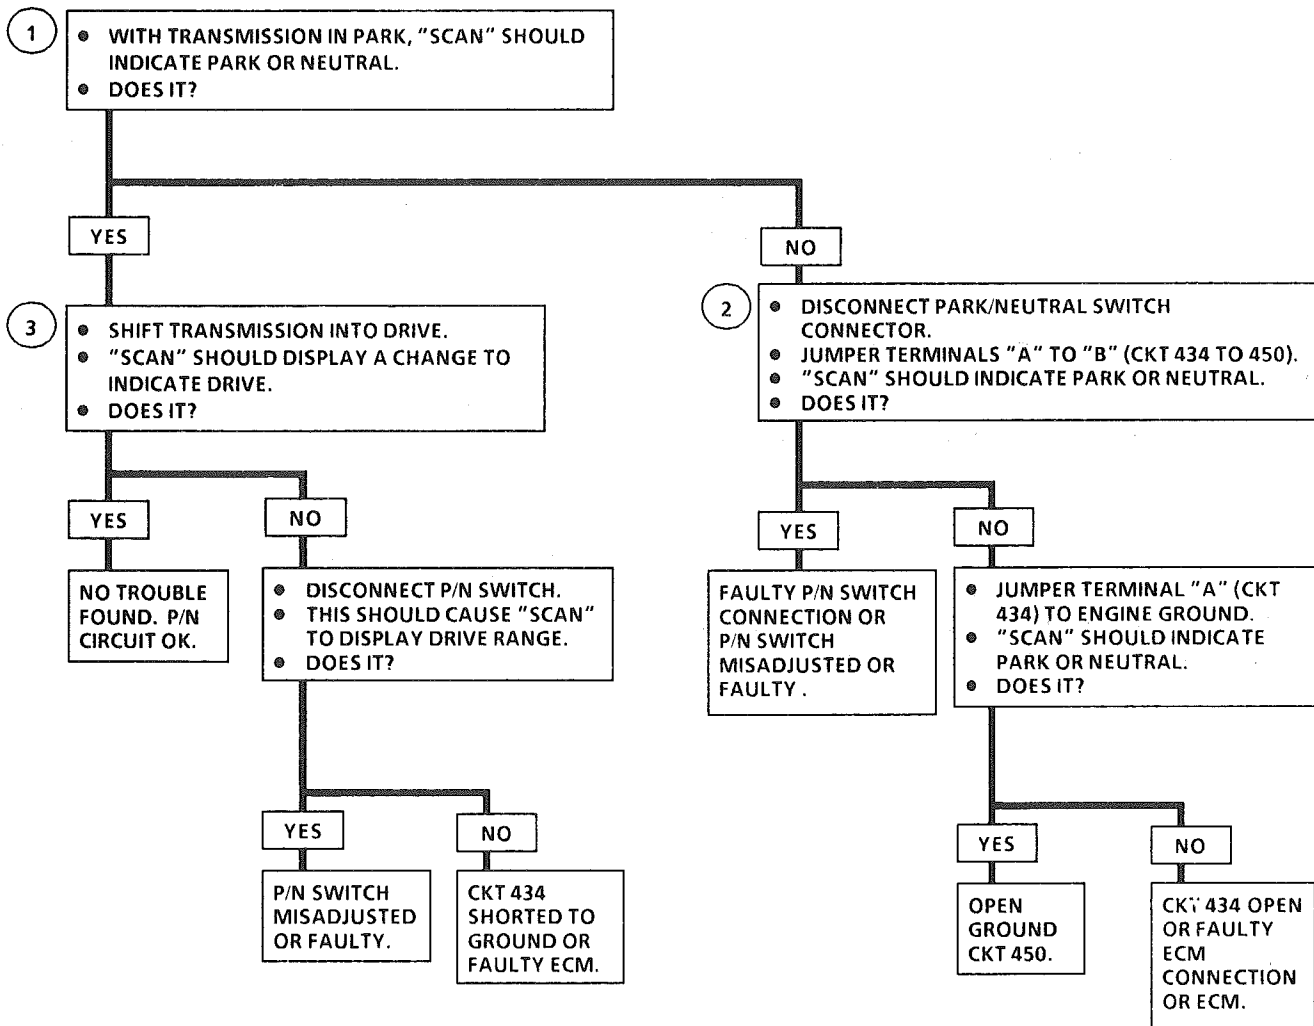 1
● WITH TRANSMISSION IN PARK, "SCAN" SHOULD
INDICATE PARK OR NEUTRAL.
● DOES IT?
YES
NO
3
● SHIFT TRANSMISSION INTO DRIVE.
● "SCAN" SHOULD DISPLAY A CHANGE TO
INDICATE DRIVE.
● DOES IT?
2
● DISCONNECT PARK/NEUTRAL SWITCH
CONNECTOR.
● JUMPER TERMINALS "A" TO "B" (CKT 434 TO 450).
● "SCAN" SHOULD INDICATE PARK OR NEUTRAL.
● DOES IT?
YES
NO
YES
NO
NO TROUBLE
FOUND. P/N
CIRCUIT OK.
● DISCONNECT P/N SWITCH.
● THIS SHOULD CAUSE "SCAN"
TO DISPLAY DRIVE RANGE.
● DOES IT?
FAULTY P/N SWITCH
CONNECTION OR
P/N SWITCH
MISADJUSTED OR
FAULTY .
● JUMPER TERMINAL "A" (CKT
434) TO ENGINE GROUND.
● "SCAN" SHOULD INDICATE
PARK OR NEUTRAL.
● DOES IT?
YES
NO
YES
NO
P/N SWITCH
MISADJUSTED
OR FAULTY.
CKT 434
SHORTED TO
GROUND OR
FAULTY ECM.
OPEN
GROUND
CKT 450.
CKT 434 OPEN
OR FAULTY
ECM
CONNECTION
OR ECM.